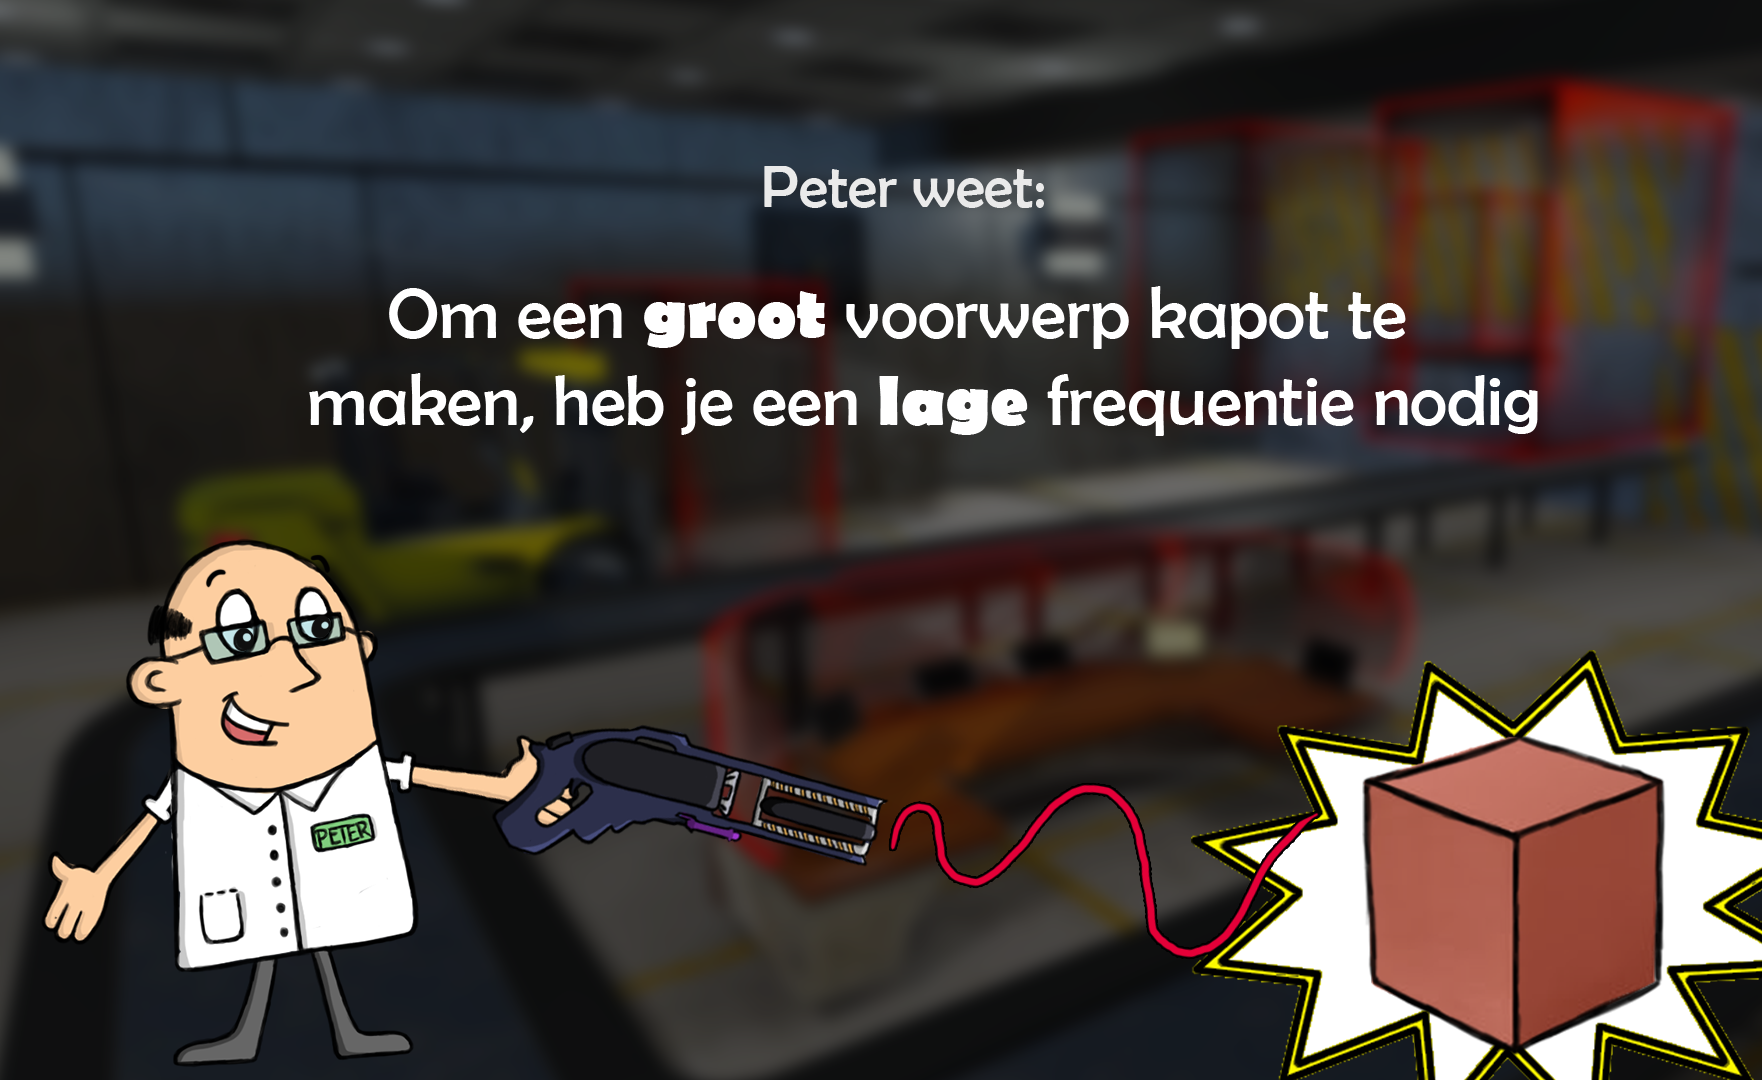 Peter weet:
Om een groot voorwerp kapot te
maken, heb je een lage frequentie nodig
PETER